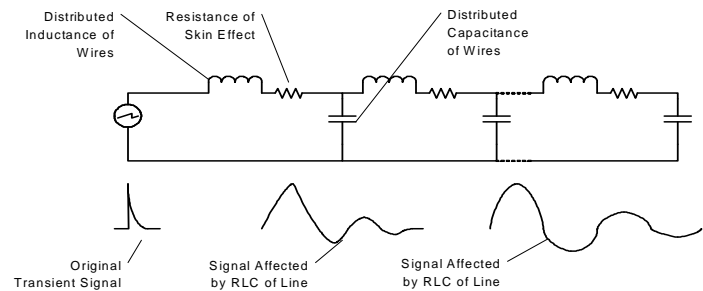 Distributed
Inductance of
Wires
Resistance of
Skin Effect
Distributed
Capacitance
of Wires
Original
Transient Signal
Signal Affected
by RLC of Line
Signal Affected
by RLC of Line